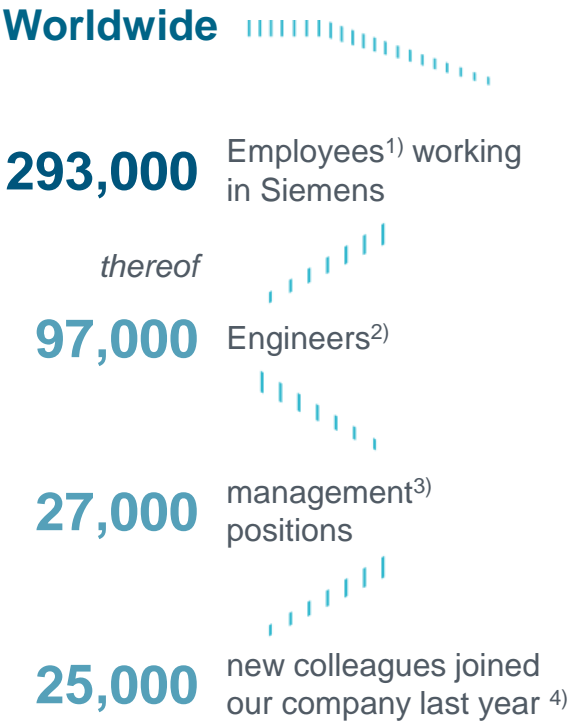 Worldwide
293,000 Employees1) working
in Siemens
thereof
97,000 Engineers2)
27,000 management3)
positions
25,000 new colleagues joined
our company last year 4)